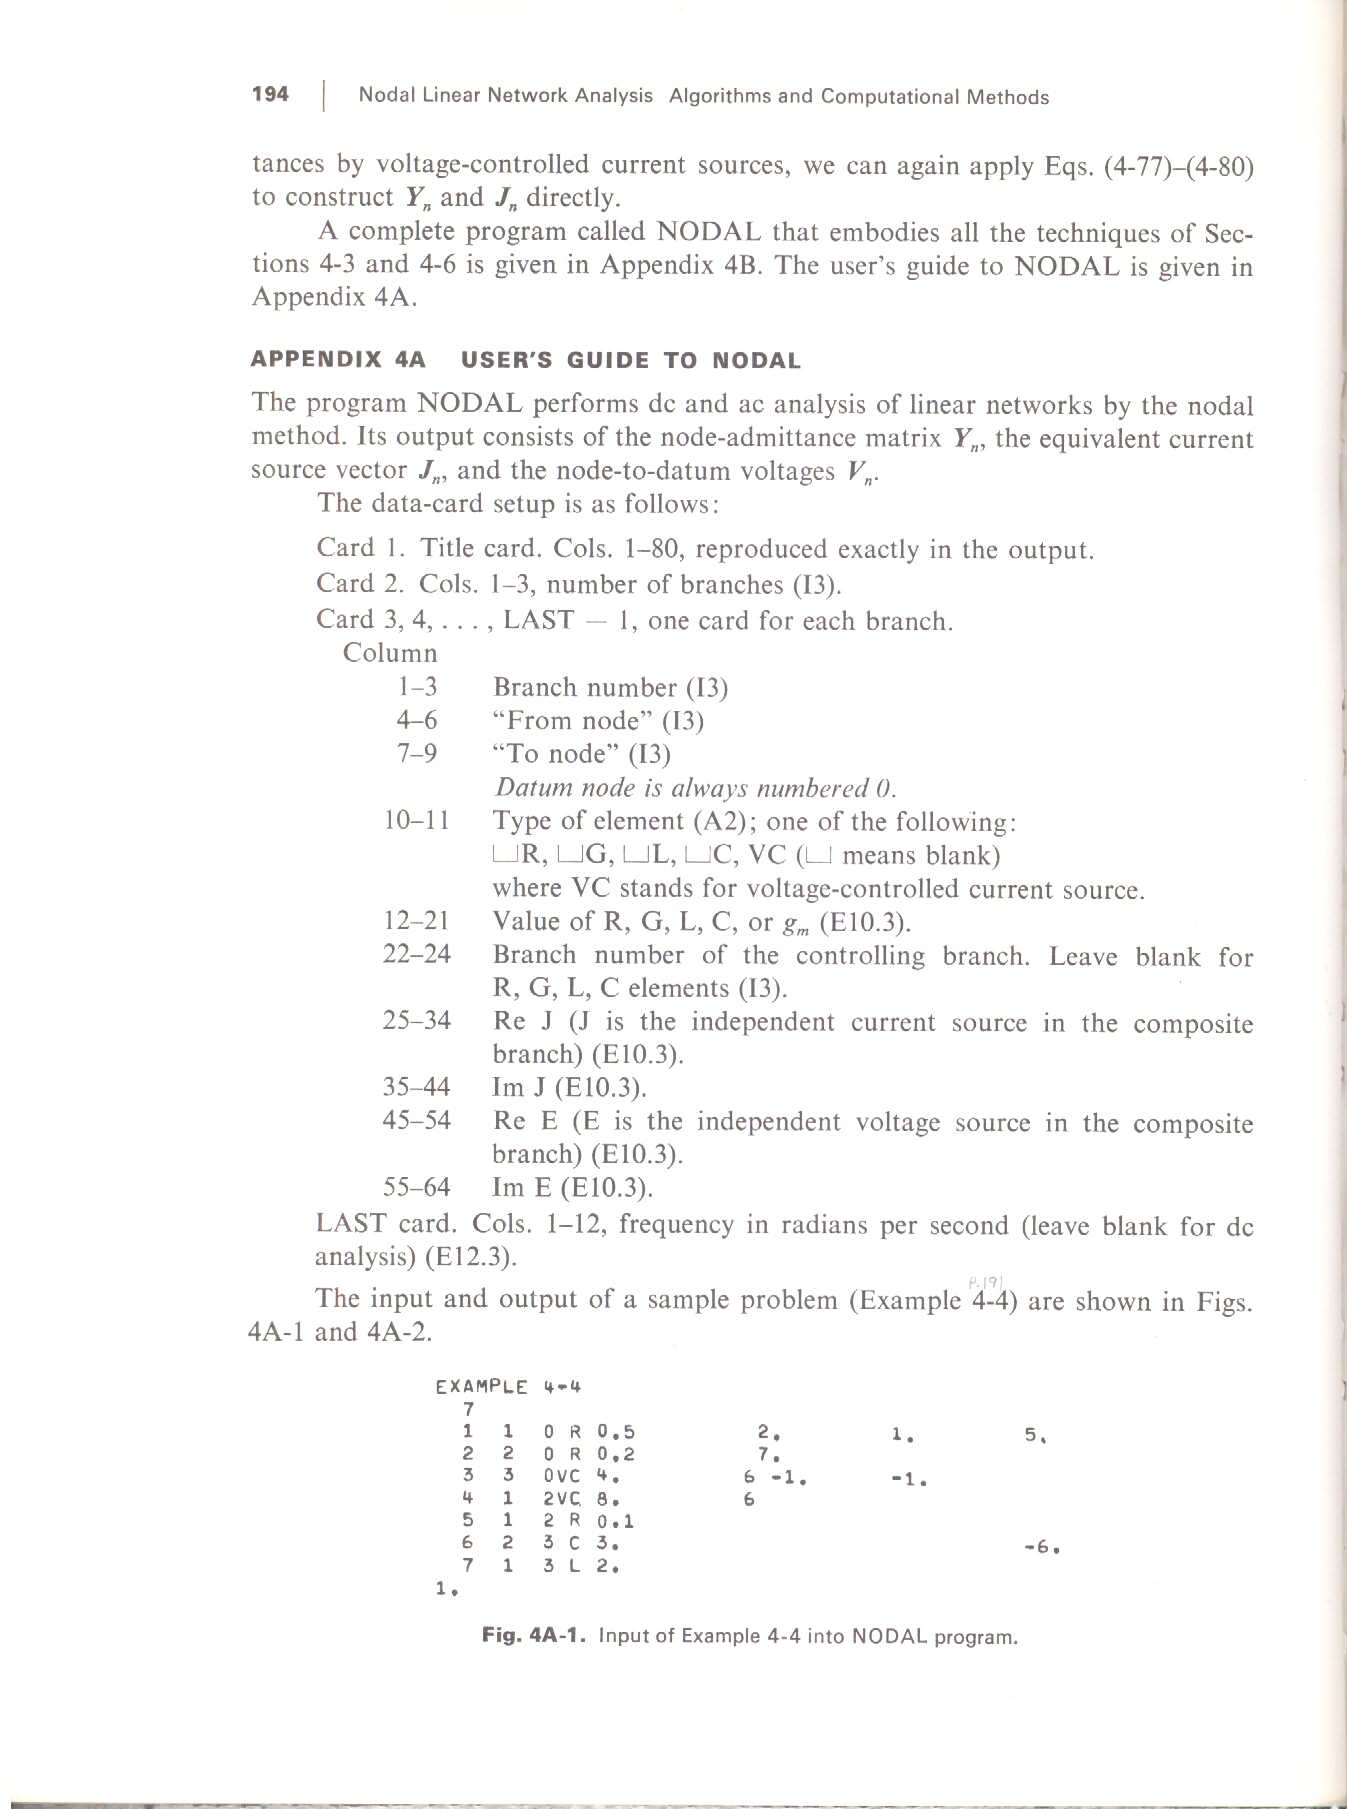 194 | Nodal Linear Network Analysis Algorithms and Computational Methods
tances by voltage-controlled current sources, we can again apply Eqs. (4-77)–(4-80)
to construct Yn and Jn directly.
A complete program called NODAL that embodies all the techniques of Sec-
tions 4-3 and 4-6 is given in Appendix 4B. The user's guide to NODAL is given in
Appendix 4A.
APPENDIX 4A USER'S GUIDE TO NODAL
The program NODAL performs dc and ac analysis of linear networks by the nodal
method. Its output consists of the node-admittance matrix Yn, the equivalent current
source vector Jn, and the node-to-datum voltages Vn.
The data-card setup is as follows:
Card 1. Title card. Cols. 1–80, reproduced exactly in the output.
Card 2. Cols. 1–3, number of branches (I3).
Card 3, 4, . . . , LAST − 1, one card for each branch.
Column
1–3 Branch number (I3)
4–6 “From node” (I3)
7–9 “To node” (I3)
Datum node is always numbered 0.
10–11 Type of element (A2); one of the following:
⊔R, ⊔G, ⊔L, ⊔C, VC (⊔ means blank)
where VC stands for voltage-controlled current source.
12–21 Value of R, G, L, C, or gm (E10.3).
22–24 Branch number of the controlling branch. Leave blank for
R, G, L, C elements (I3).
25–34 Re J (J is the independent current source in the composite
branch) (E10.3).
35–44 Im J (E10.3).
45–54 Re E (E is the independent voltage source in the composite
branch) (E10.3).
55–64 Im E (E10.3).
LAST card. Cols. 1–12, frequency in radians per second (leave blank for dc
analysis) (E12.3).
P.191
The input and output of a sample problem (Example 4-4) are shown in Figs.
4A-1 and 4A-2.
EXAMPLE 4-4
7
1 1 0 R 0.5 2. 1. 5.
2 2 0 R 0.2 7.
3 3 0VC 4. 6 -1. -1.
4 1 2VC 8. 6
5 1 2 R 0.1
6 2 3 C 3. -6.
7 1 3 L 2.
1.
Fig. 4A-1. Input of Example 4-4 into NODAL program.